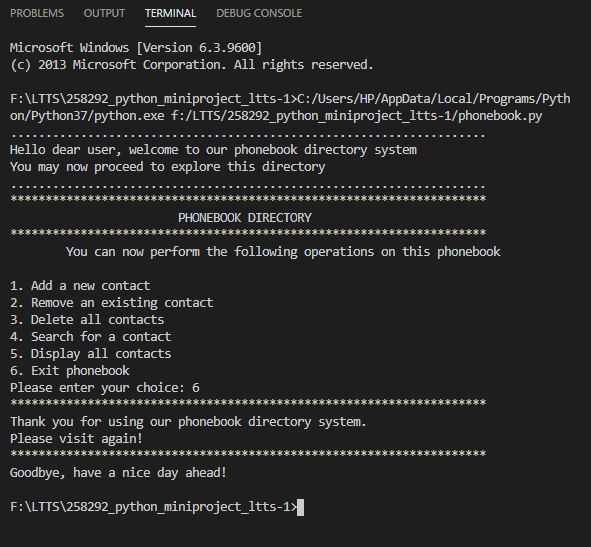 PROBLEMS OUTPUT TERMINAL DEBUG CONSOLE
Microsoft Windows [Version 6.3.9600]
(c) 2013 Microsoft Corporation. All rights reserved.
F:\LTTS\258292_python_miniproject_ltts-1>C:/Users/HP/AppData/Local/Programs/Pyth
on/Python37/python.exe f:/LTTS/258292_python_miniproject_ltts-1/phonebook.py
....................................................................
Hello dear user, welcome to our phonebook directory system
You may now proceed to explore this directory
....................................................................
********************************************************************
PHONEBOOK DIRECTORY
********************************************************************
You can now perform the following operations on this phonebook
1. Add a new contact
2. Remove an existing contact
3. Delete all contacts
4. Search for a contact
5. Display all contacts
6. Exit phonebook
Please enter your choice: 6
********************************************************************
Thank you for using our phonebook directory system.
Please visit again!
********************************************************************
Goodbye, have a nice day ahead!
F:\LTTS\258292_python_miniproject_ltts-1>